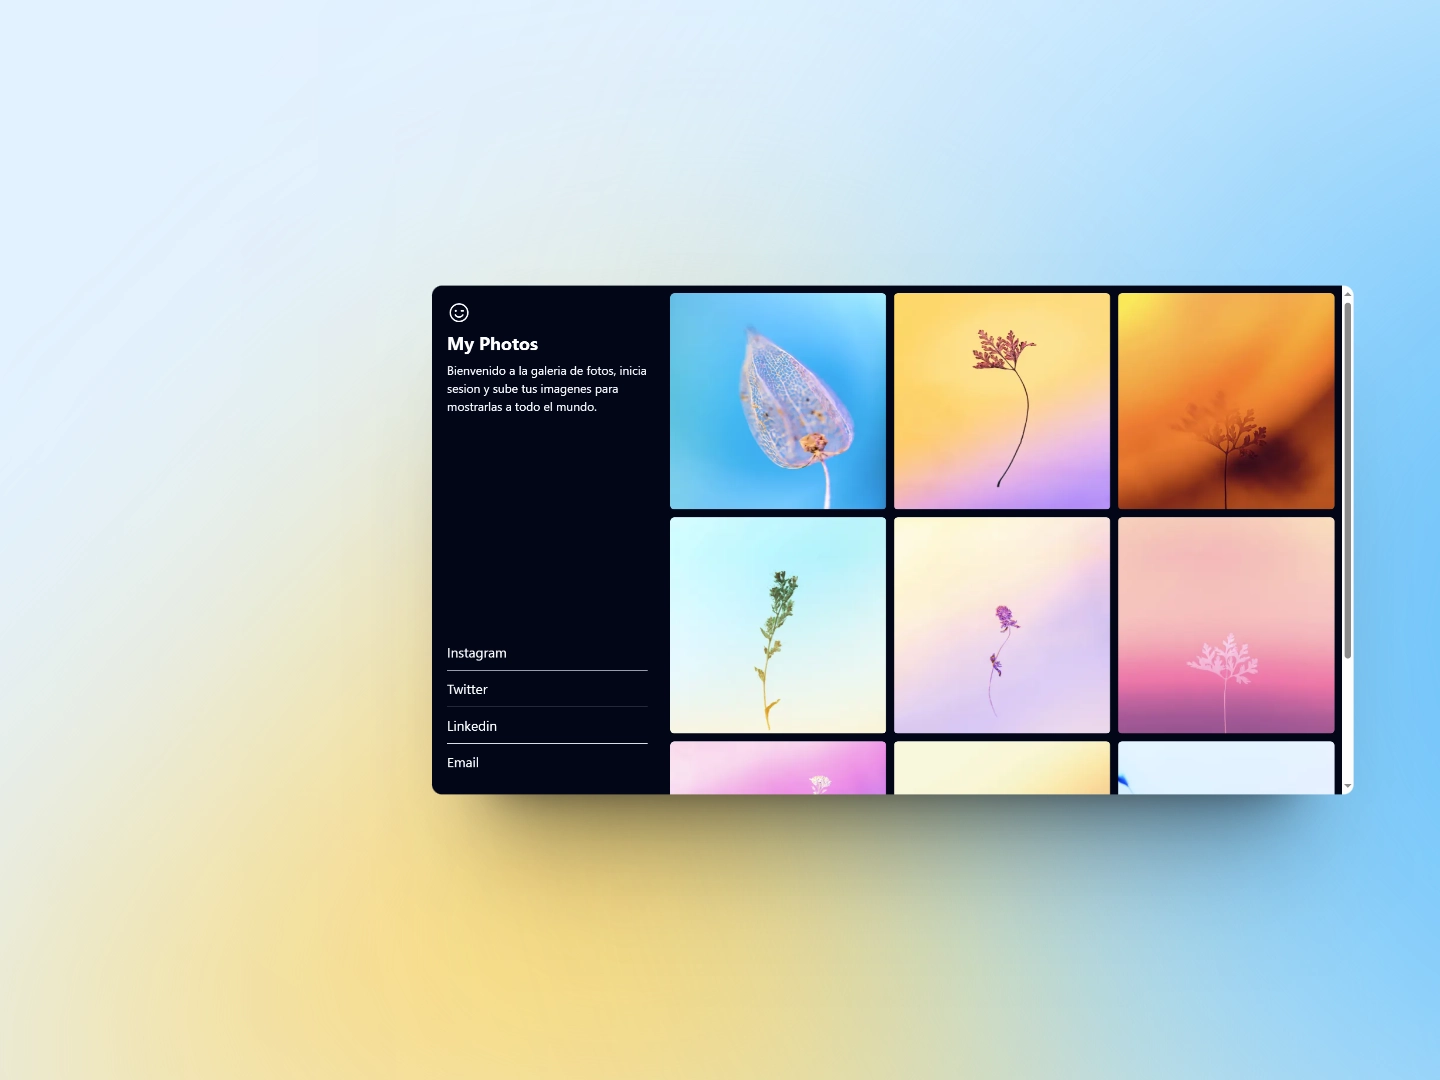 My Photos
Bienvenido a la galeria de fotos, inicia
sesion y sube tus imagenes para
mostrarlas a todo el mundo.
Instagram
Twitter
Linkedin
Email